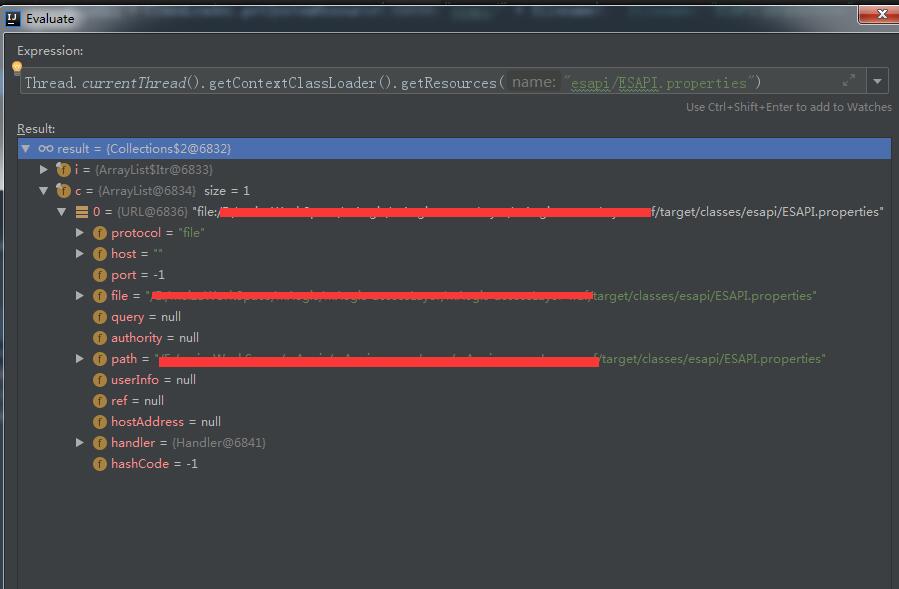 Evaluate
Expression:
Thread.currentThread().getContextClassLoader().getResources( name: "esapi/ESAPI.properties")
Use Ctrl+Shift+Enter to add to Watches
Result:
result = {Collections$2@6832}
i = {ArrayList$Itr@6833}
c = {ArrayList@6834} size = 1
0 = {URL@6836} "file:/ f/target/classes/esapi/ESAPI.properties"
protocol = "file"
host = ""
port = -1
file = "/ /target/classes/esapi/ESAPI.properties"
query = null
authority = null
path = "/ f/target/classes/esapi/ESAPI.properties"
userInfo = null
ref = null
hostAddress = null
handler = {Handler@6841}
hashCode = -1